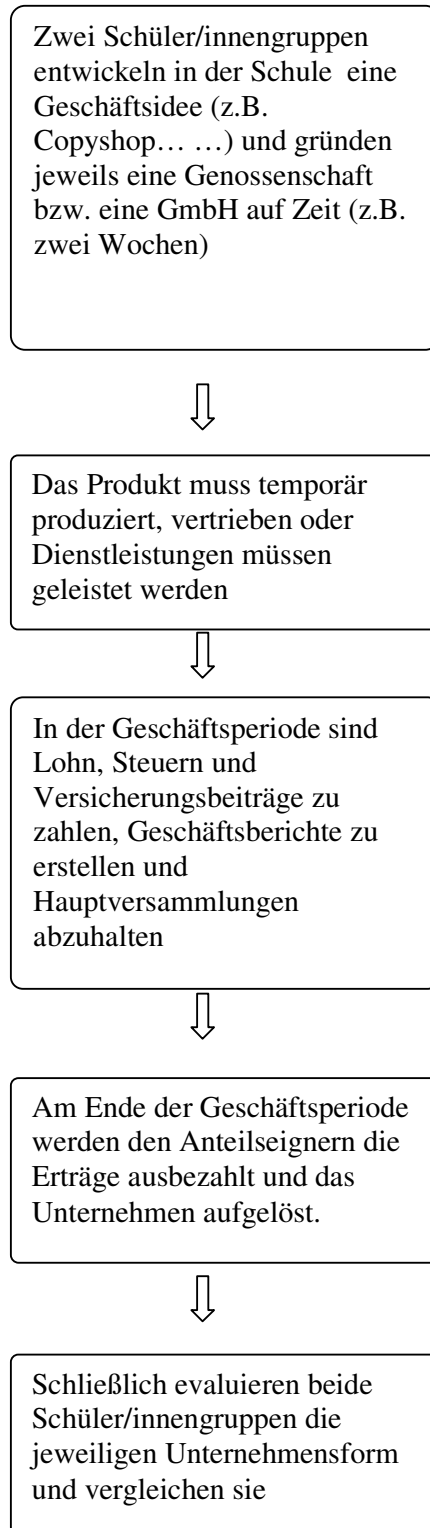 Zwei Schüler/innengruppen
entwickeln in der Schule  eine
Geschäftsidee (z.B.
Copyshop… …) und gründen
jeweils eine Genossenschaft
bzw. eine GmbH auf Zeit (z.B.
zwei Wochen)
Das Produkt muss temporär
produziert, vertrieben oder
Dienstleistungen müssen
geleistet werden
In der Geschäftsperiode sind
Lohn, Steuern und
Versicherungsbeiträge zu
zahlen, Geschäftsberichte zu
erstellen und
Hauptversammlungen
abzuhalten
Am Ende der Geschäftsperiode
werden den Anteilseignern die
Erträge ausbezahlt und das
Unternehmen aufgelöst.
Schließlich evaluieren beide
Schüler/innengruppen die
jeweiligen Unternehmensform
und vergleichen sie